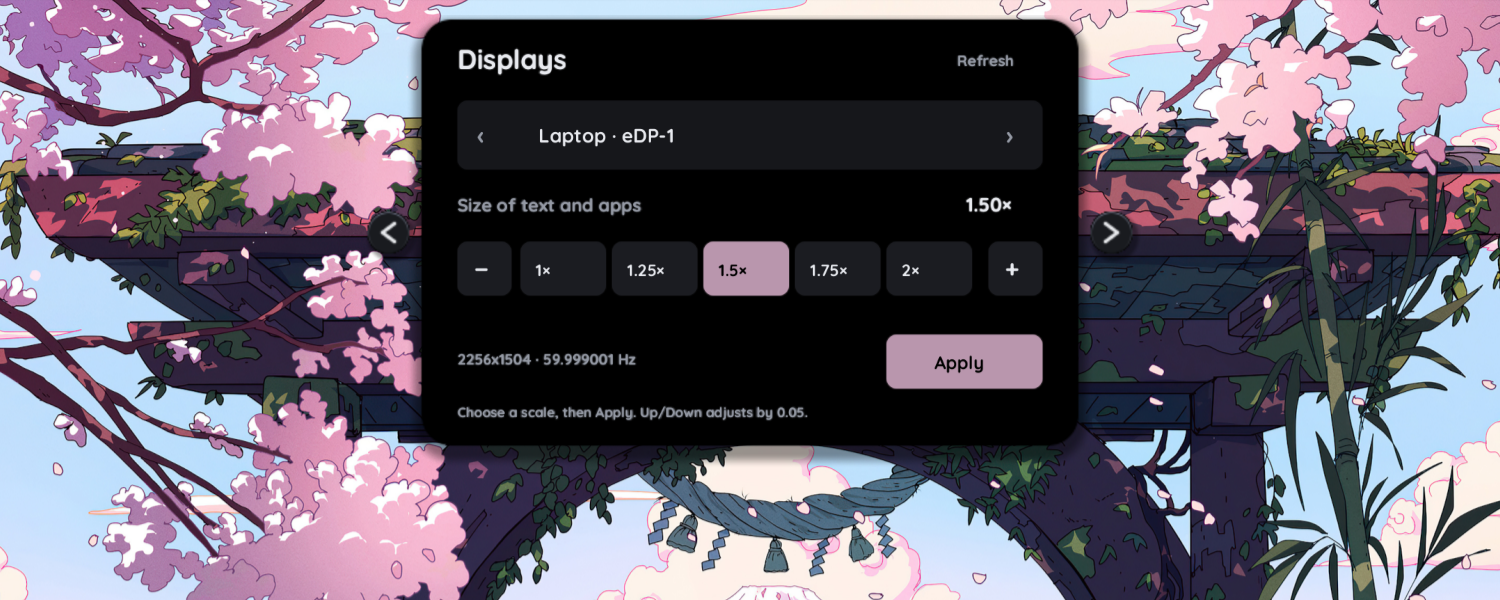 Displays Refresh
‹ Laptop · eDP-1 ›
Size of text and apps 1.50×
− 1× 1.25× 1.5× 1.75× 2× +
2256x1504 · 59.999001 Hz Apply
Choose a scale, then Apply. Up/Down adjusts by 0.05.